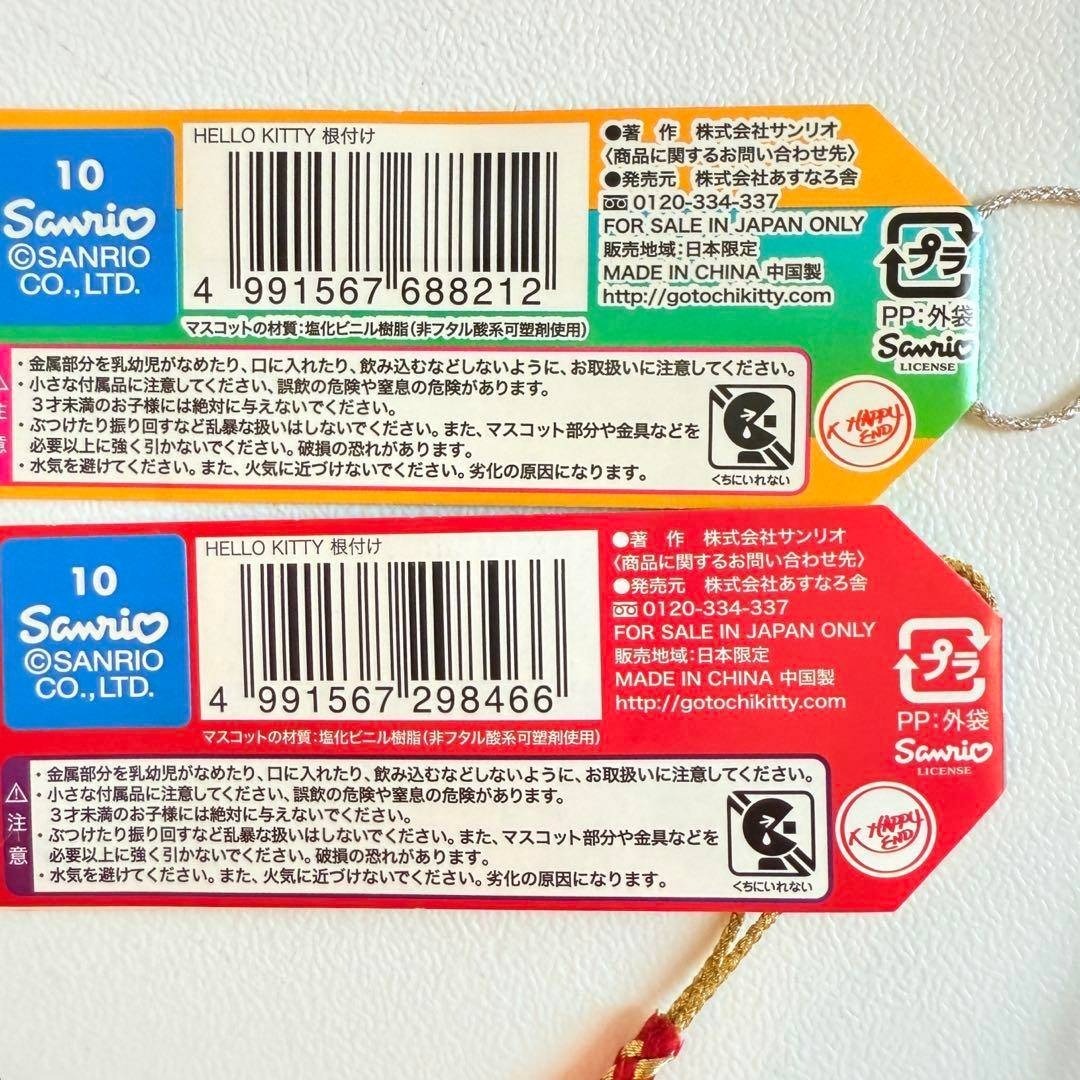 10
Sanrio
©SANRIO
CO.,LTD.
HELLO KITTY 根付け
4 991567 688212
マスコットの材質:塩化ビニル樹脂(非フタル酸系可塑剤使用)
●著 作 株式会社サンリオ
〈商品に関するお問い合わせ先〉
●発売元 株式会社あすなろ舎
0120-334-337
FOR SALE IN JAPAN ONLY
販売地域:日本限定
MADE IN CHINA 中国製
http://gotochikitty.com
プラ
PP:外袋
Sanrio
LICENSE
注
意
・金属部分を乳幼児がなめたり、口に入れたり、飲み込むなどしないように、お取扱いに注意してください。
・小さな付属品に注意してください、誤飲の危険や窒息の危険があります。
3才未満のお子様には絶対に与えないでください。
・ぶつけたり振り回すなど乱暴な扱いはしないでください。また、マスコット部分や金具などを
必要以上に強く引かないでください。破損の恐れがあります。
・水気を避けてください。また、火気に近づけないでください。劣化の原因になります。
くちにいれない
HAPPY
END
10
Sanrio
©SANRIO
CO.,LTD.
HELLO KITTY 根付け
4 991567 298466
マスコットの材質:塩化ビニル樹脂(非フタル酸系可塑剤使用)
●著 作 株式会社サンリオ
〈商品に関するお問い合わせ先〉
●発売元 株式会社あすなろ舎
0120-334-337
FOR SALE IN JAPAN ONLY
販売地域:日本限定
MADE IN CHINA 中国製
http://gotochikitty.com
プラ
PP:外袋
Sanrio
LICENSE
注
意
・金属部分を乳幼児がなめたり、口に入れたり、飲み込むなどしないように、お取扱いに注意してください。
・小さな付属品に注意してください、誤飲の危険や窒息の危険があります。
3才未満のお子様には絶対に与えないでください。
・ぶつけたり振り回すなど乱暴な扱いはしないでください。また、マスコット部分や金具などを
必要以上に強く引かないでください。破損の恐れがあります。
・水気を避けてください。また、火気に近づけないでください。劣化の原因になります。
くちにいれない
HAPPY
END